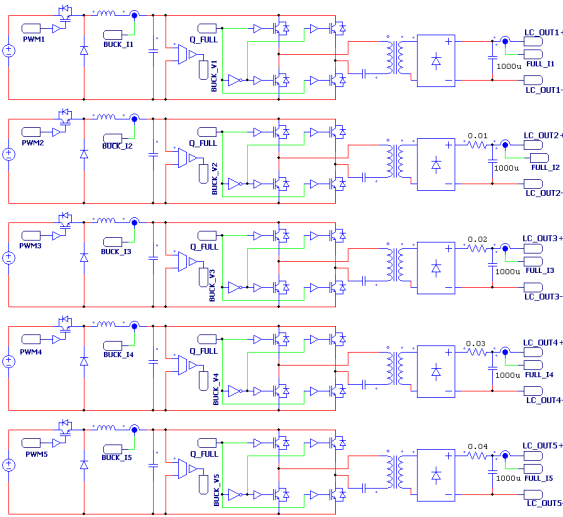 PWM1
BUCK_I1
Q_FULL
BUCK_V1
1000u
LC_OUT1+
FULL_I1
LC_OUT1-
PWM2
BUCK_I2
Q_FULL
BUCK_V2
0.01
1000u
LC_OUT2+
FULL_I2
LC_OUT2-
PWM3
BUCK_I3
Q_FULL
BUCK_V3
0.02
1000u
LC_OUT3+
FULL_I3
LC_OUT3-
PWM4
BUCK_I4
Q_FULL
BUCK_V4
0.03
1000u
LC_OUT4+
FULL_I4
LC_OUT4-
PWM5
BUCK_I5
Q_FULL
BUCK_V5
0.04
1000u
LC_OUT5+
FULL_I5
LC_OUT5-